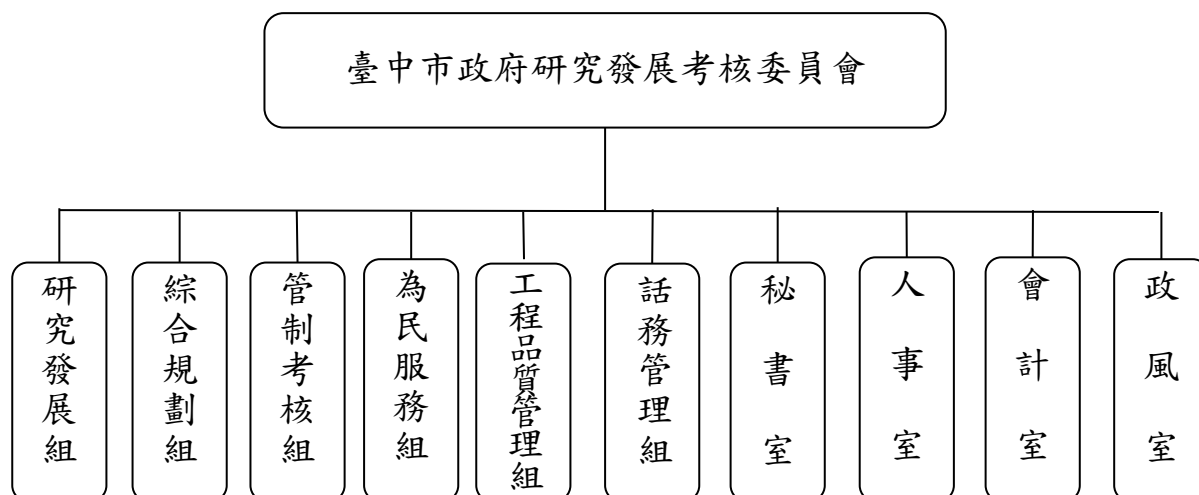 臺中市政府研究發展考核委員會
研究發展組
綜合規劃組
管制考核組
為民服務組
工程品質管理組
話務管理組
秘書室
人事室
會計室
政風室